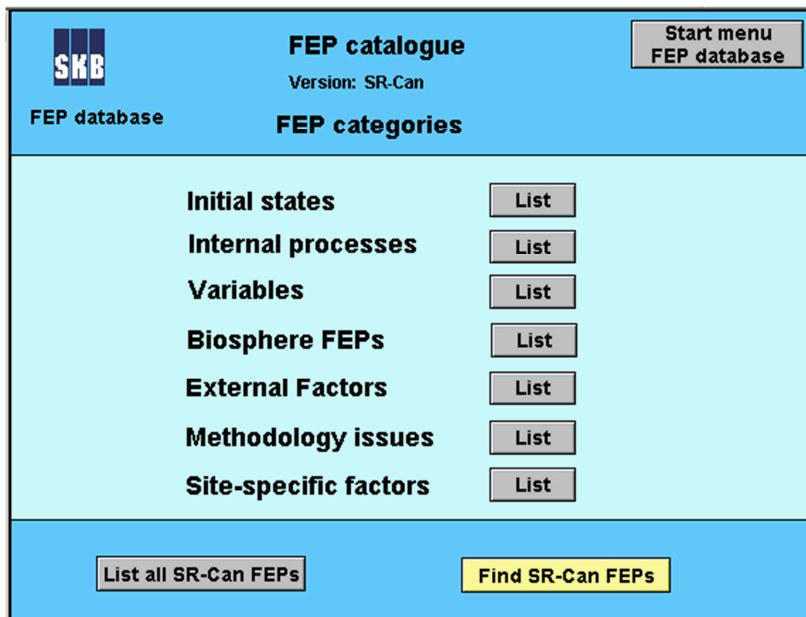 SKB
FEP database
FEP catalogue
Version: SR-Can
FEP categories
Start menu
FEP database
Initial states List
Internal processes List
Variables List
Biosphere FEPs List
External Factors List
Methodology issues List
Site-specific factors List
List all SR-Can FEPs
Find SR-Can FEPs